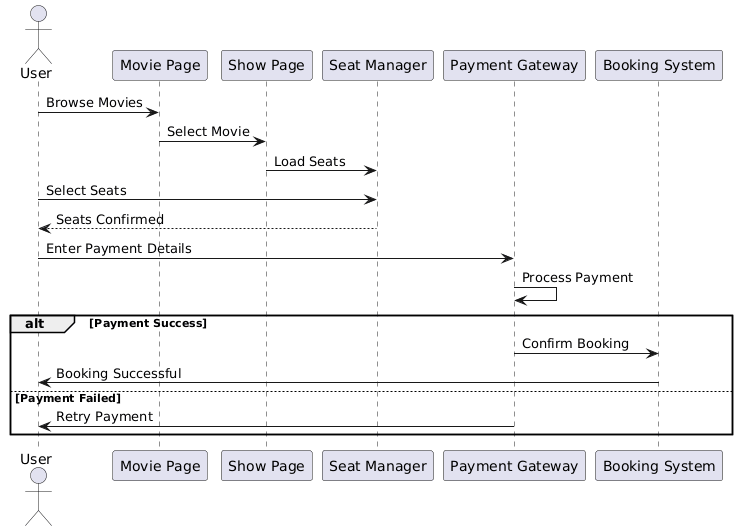 User
Movie Page
Show Page
Seat Manager
Payment Gateway
Booking System
Browse Movies
Select Movie
Load Seats
Select Seats
Seats Confirmed
Enter Payment Details
Process Payment
alt
[Payment Success]
Confirm Booking
Booking Successful
[Payment Failed]
Retry Payment
User
Movie Page
Show Page
Seat Manager
Payment Gateway
Booking System